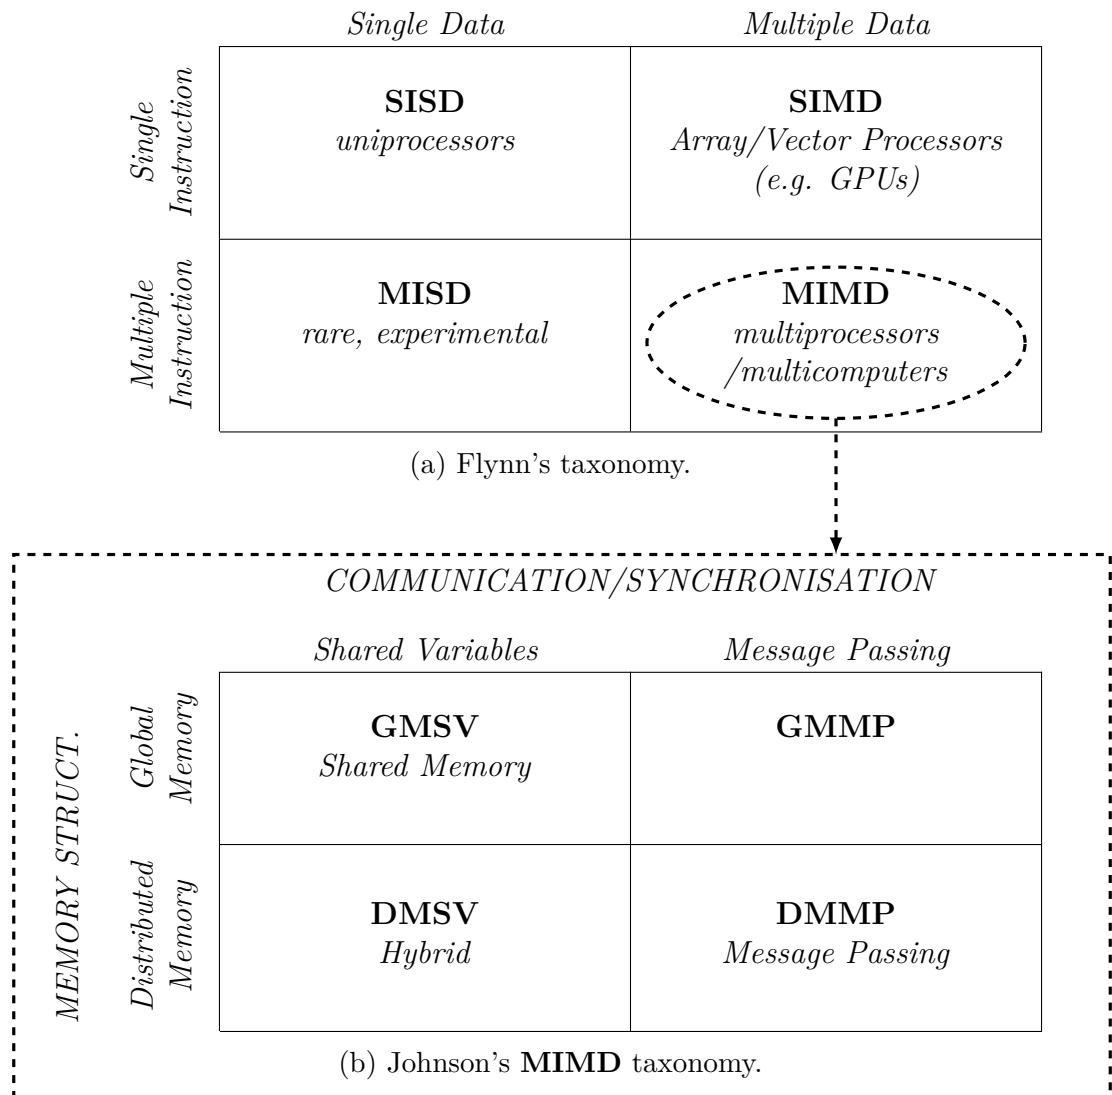 Single Data
Multiple Data
Single
Instruction
SISD
uniprocessors
SIMD
Array/Vector Processors
(e.g. GPUs)
Multiple
Instruction
MISD
rare, experimental
MIMD
multiprocessors
/multicomputers
(a) Flynn's taxonomy.
COMMUNICATION/SYNCHRONISATION
Shared Variables
Message Passing
MEMORY STRUCT.
Global
Memory
GMSV
Shared Memory
GMMP
Distributed
Memory
DMSV
Hybrid
DMMP
Message Passing
(b) Johnson's MIMD taxonomy.